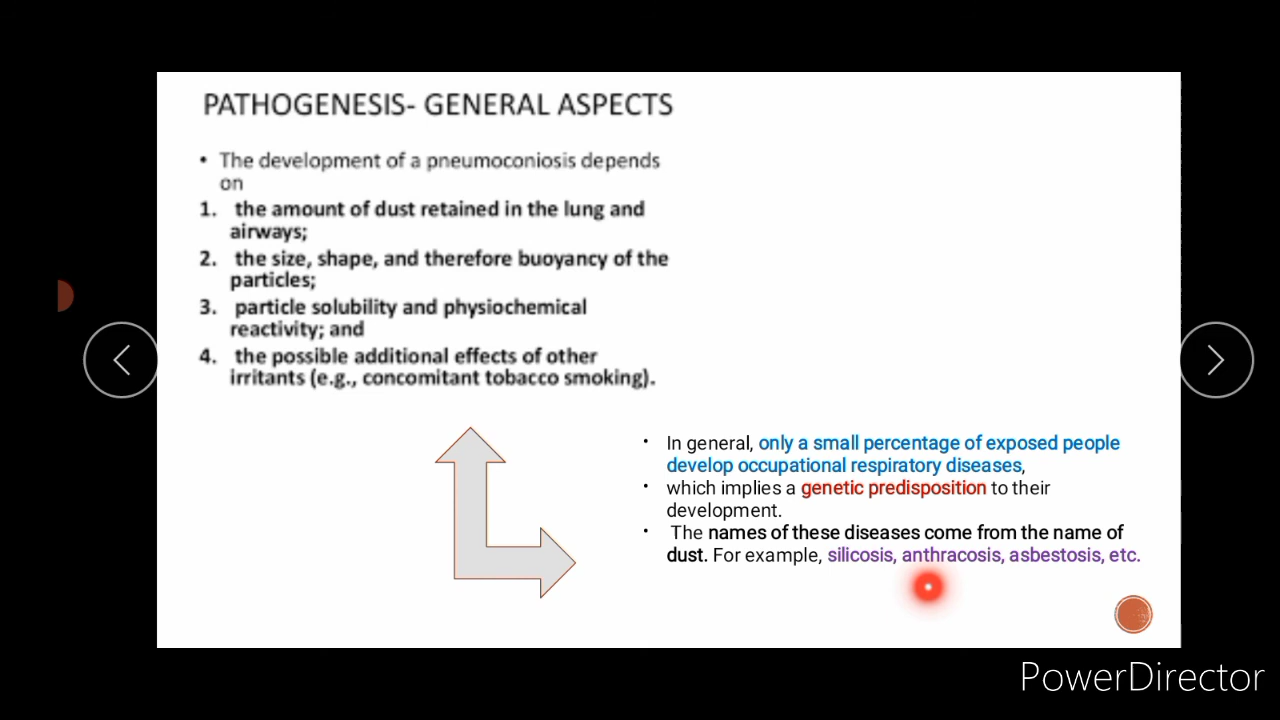 PATHOGENESIS- GENERAL ASPECTS
• The development of a pneumoconiosis depends
on
1. the amount of dust retained in the lung and
airways;
2. the size, shape, and therefore buoyancy of the
particles;
3. particle solubility and physiochemical
reactivity; and
4. the possible additional effects of other
irritants (e.g., concomitant tobacco smoking).
• In general, only a small percentage of exposed people
develop occupational respiratory diseases,
• which implies a genetic predisposition to their
development.
• The names of these diseases come from the name of
dust. For example, silicosis, anthracosis, asbestosis, etc.
PowerDirector